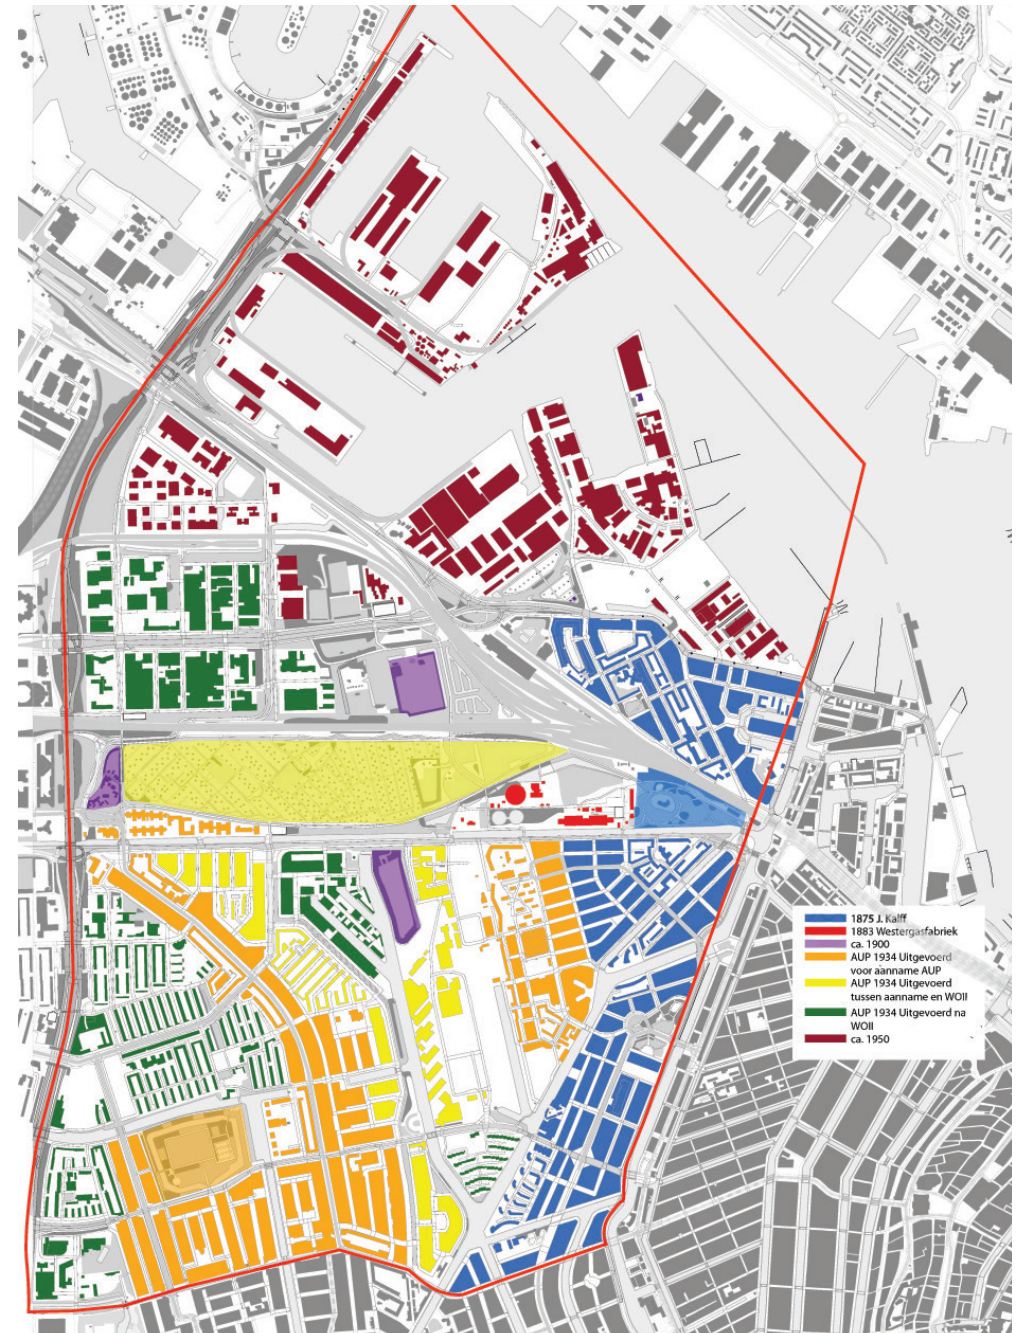 1875 J. Kalff
1883 Westergasfabriek
ca. 1900
AUP 1934 Uitgevoerd
voor aanname AUP
AUP 1934 Uitgevoerd
tussen aanname en WOII
AUP 1934 Uitgevoerd na
WOII
ca. 1950